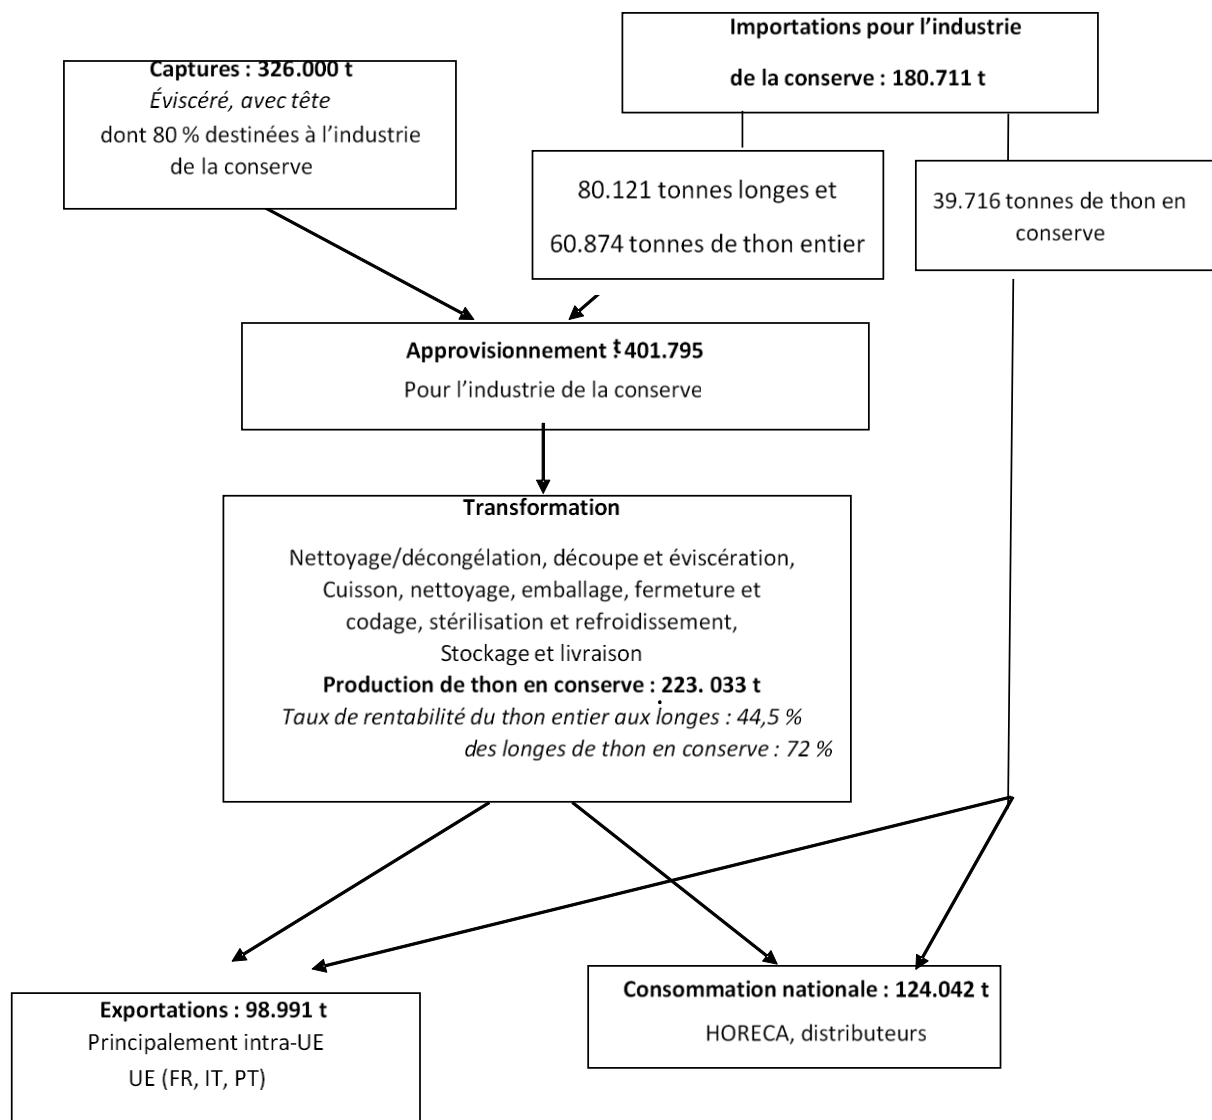 Importations pour l’industrie
de la conserve : 180.711 t
Captures : 326.000 t
Éviscéré, avec tête
dont 80 % destinées à l’industrie
de la conserve
80.121 tonnes longes et
60.874 tonnes de thon entier
39.716 tonnes de thon en
conserve
Approvisionnement : 401.795 t
Pour l’industrie de la conserve
Transformation
Nettoyage/décongélation, découpe et éviscération,
Cuisson, nettoyage, emballage, fermeture et
codage, stérilisation et refroidissement,
Stockage et livraison
Production de thon en conserve : 223. 033 t
Taux de rentabilité du thon entier aux longes : 44,5 %
des longes de thon en conserve : 72 %
Exportations : 98.991 t
Principalement intra-UE
UE (FR, IT, PT)
Consommation nationale : 124.042 t
HORECA, distributeurs